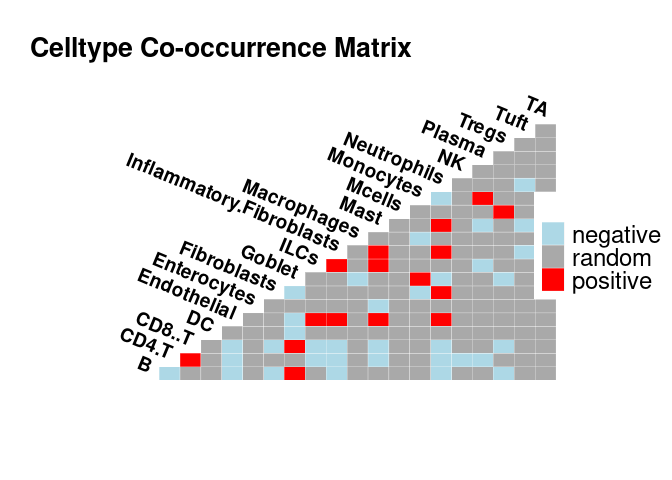 Celltype Co-occurrence Matrix
TA
Tuft
Tregs
Plasma
NK
Neutrophils
Monocytes
Mcells
Mast
Macrophages
Inflammatory.Fibroblasts
ILCs
Goblet
Fibroblasts
Enterocytes
Endothelial
DC
CD8..T
CD4.T
B
negative
random
positive